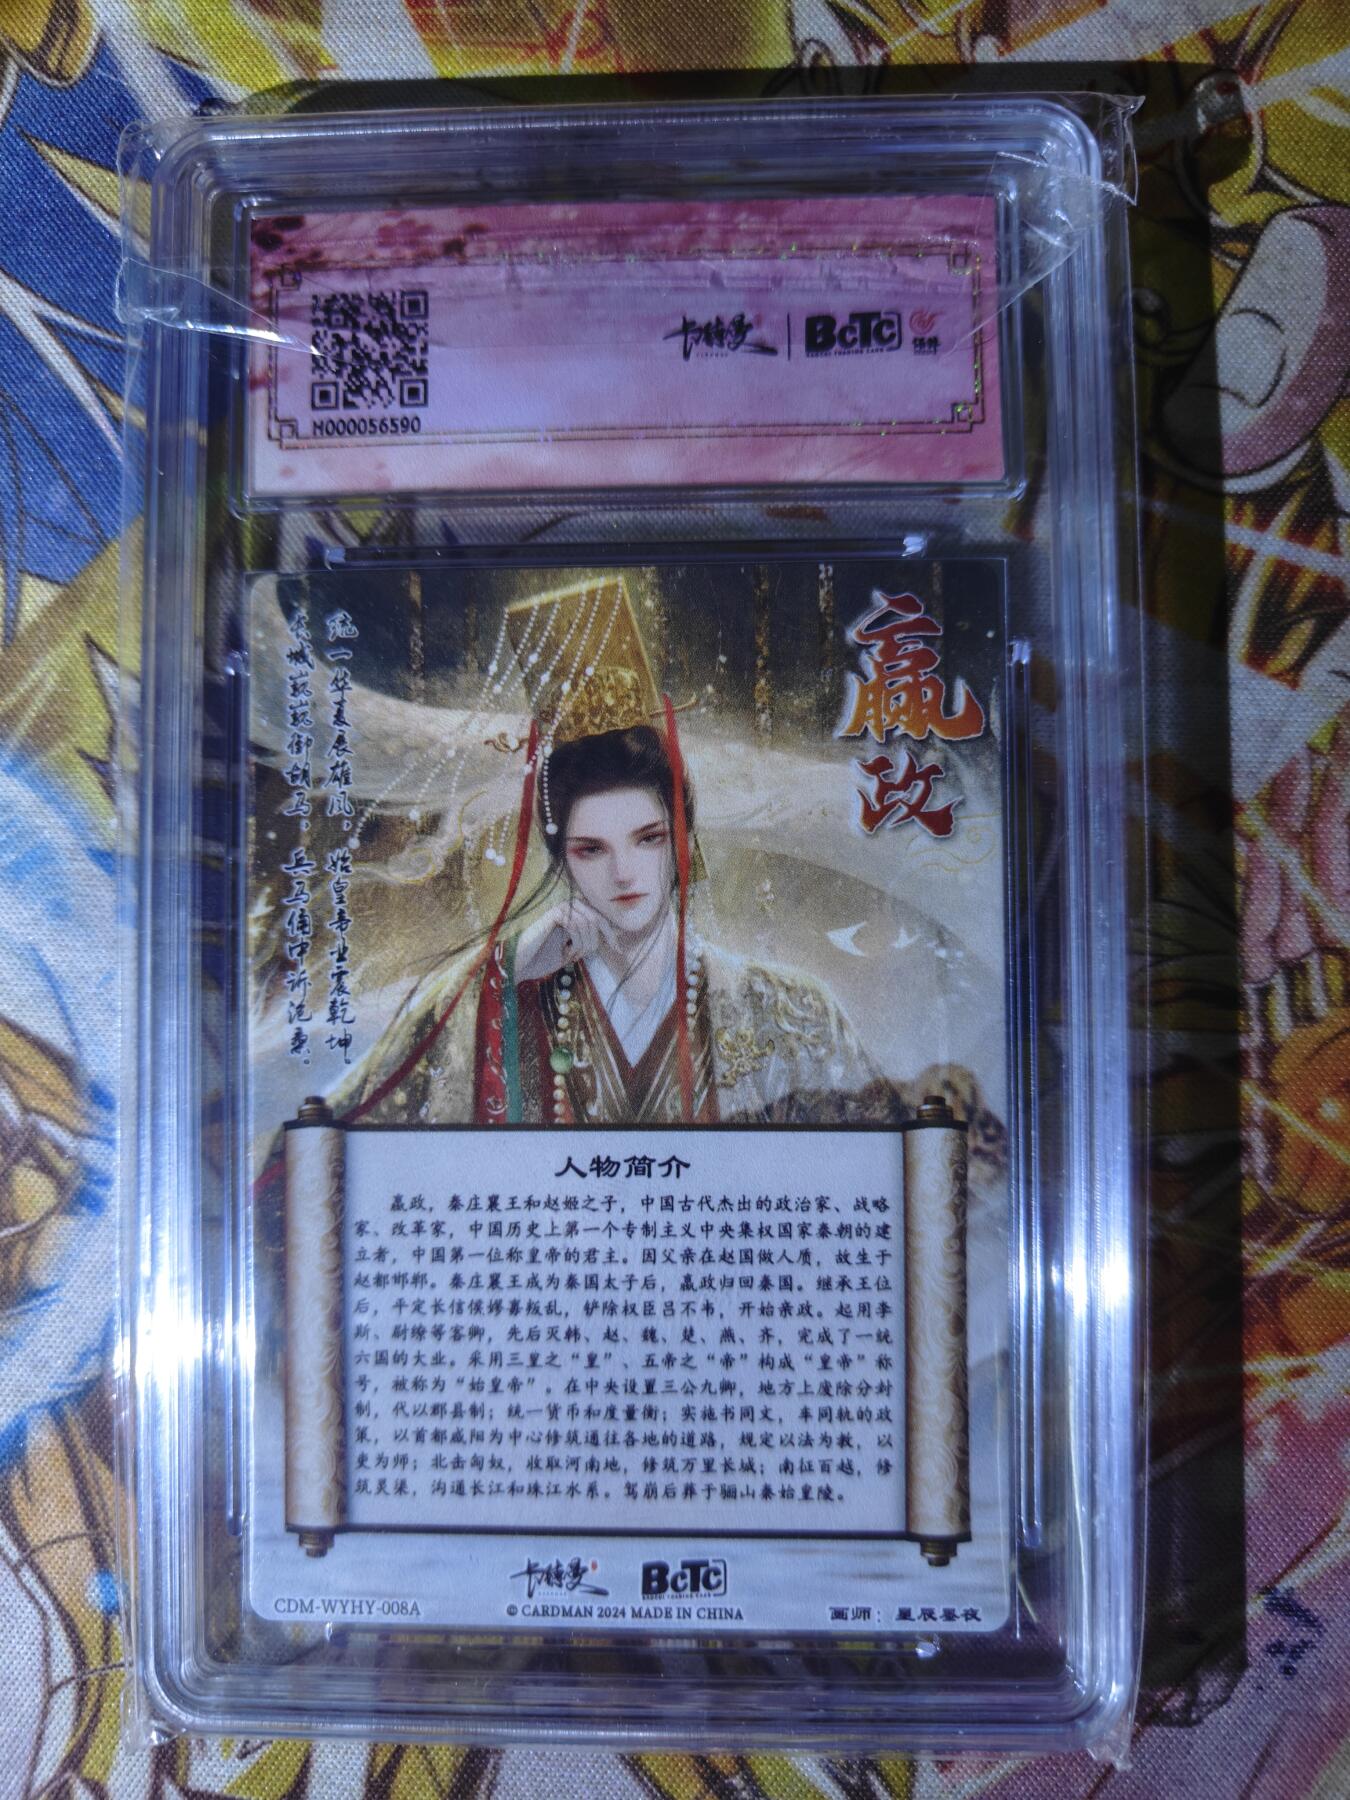 卡特曼
BCTC
保粹
M000056590
嬴政
统一华夏展雄风，始皇帝业震乾坤。
长城巍巍御胡马，兵马俑中诉沧桑。
人物简介
嬴政，秦庄襄王和赵姬之子，中国古代杰出的政治家、战略
家、改革家，中国历史上第一个专制主义中央集权国家秦朝的建
立者，中国第一位称皇帝的君主。因父亲在赵国做人质，故生于
赵都邯郸。秦庄襄王成为秦国太子后，嬴政归回秦国。继承王位
后，平定长信侯嫪毐叛乱，铲除权臣吕不韦，开始亲政。起用李
斯、尉缭等客卿，先后灭韩、赵、魏、楚、燕、齐，完成了一统
六国的大业。采用三皇之“皇”、五帝之“帝”构成“皇帝”称
号，被称为“始皇帝”。在中央设置三公九卿，地方上废除分封
制，代以郡县制；统一货币和度量衡；实施书同文，车同轨的政
策，以首都咸阳为中心修筑通往各地的道路，规定以法为教，以
吏为师；北击匈奴，收取河南地，修筑万里长城；南征百越，修
筑灵渠，沟通长江和珠江水系。驾崩后葬于骊山秦始皇陵。
卡特曼
BCTC
CDM-WYHY-008A
© CARDMAN 2024 MADE IN CHINA
画师：星辰昼夜